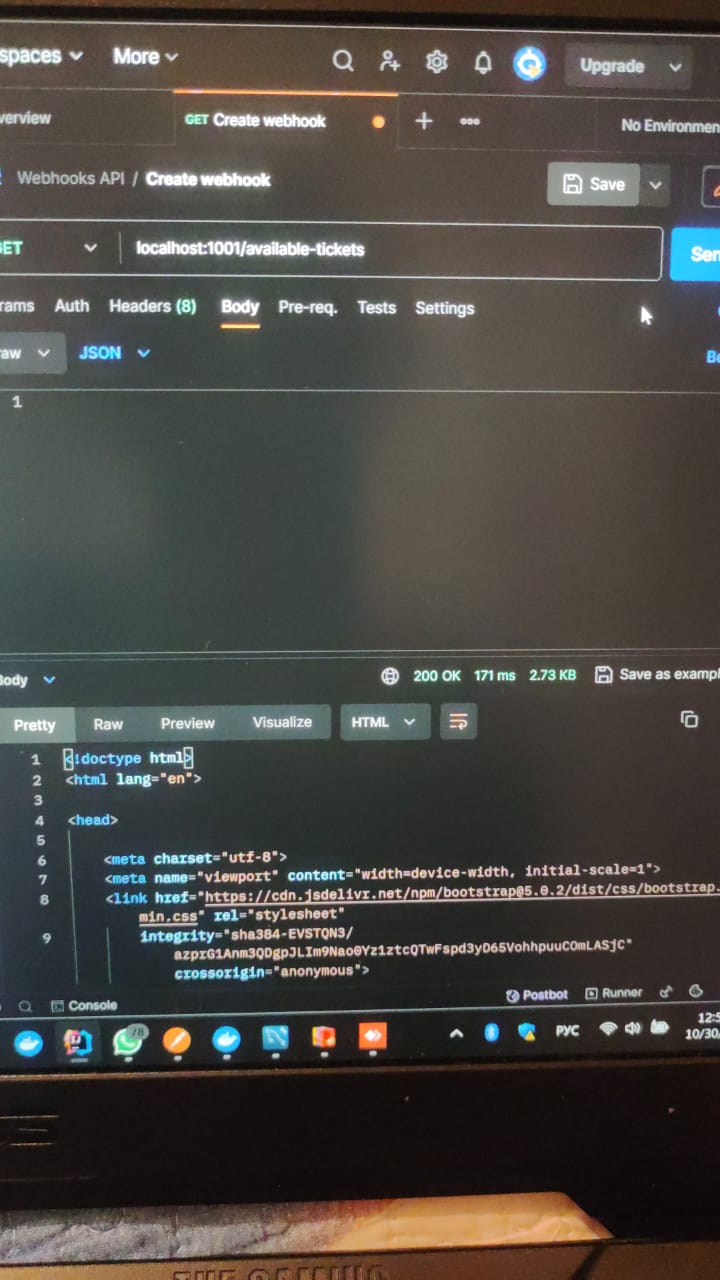 spaces More Upgrade
verview GET Create webhook No Environmen
Webhooks API / Create webhook Save
GET localhost:1001/available-tickets Sen
rams Auth Headers (8) Body Pre-req. Tests Settings
aw JSON Be
1
Body 200 OK 171 ms 2.73 KB Save as exampl
Pretty Raw Preview Visualize HTML
1 <!doctype html>
2 <html lang="en">
3
4 <head>
5
6 <meta charset="utf-8">
7 <meta name="viewport" content="width=device-width, initial-scale=1">
8 <link href="https://cdn.jsdelivr.net/npm/bootstrap@5.0.2/dist/css/bootstrap.
min.css" rel="stylesheet"
9 integrity="sha384-EVSTQN3/
azprG1Anm3QDgpJLIm9Nao0Yz1ztcQTwFspd3yD65VohhpuuCOmLASjC"
crossorigin="anonymous">
Console Postbot Runner
78 РУС 12:5
10/30/